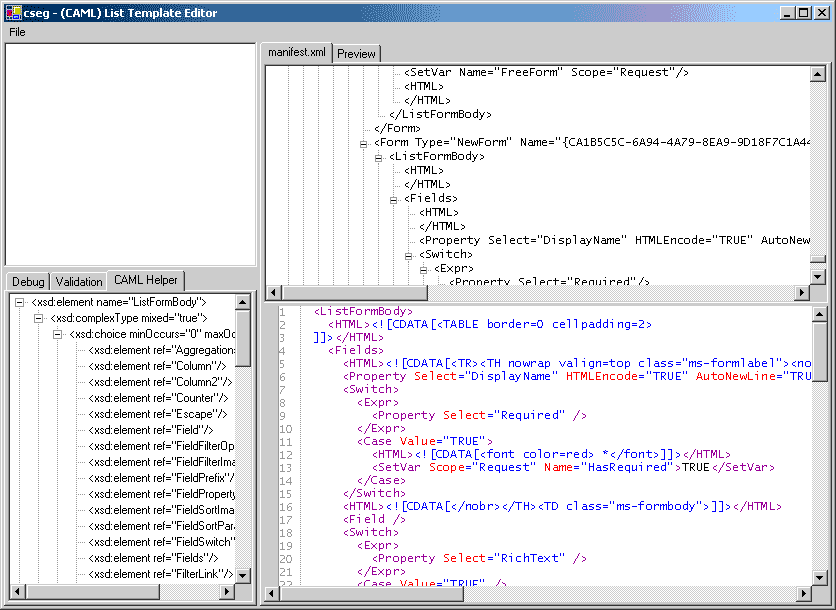 cseg - (CAML) List Template Editor
File
manifest.xml
Preview
<SetVar Name="FreeForm" Scope="Request"/>
<HTML>
</HTML>
</ListFormBody>
</Form>
<Form Type="NewForm" Name="{CA1B5C5C-6A94-4A79-8EA9-9D18F7C1A44
<ListFormBody>
<HTML>
</HTML>
<Fields>
<HTML>
</HTML>
<Property Select="DisplayName" HTMLEncode="TRUE" AutoNew
<Switch>
<Expr>
<Property Select="Required"/>
Debug
Validation
CAML Helper
<xsd:element name="ListFormBody">
<xsd:complexType mixed="true">
<xsd:choice minOccurs="0" maxOc
<xsd:element ref="Aggregation
<xsd:element ref="Column"/>
<xsd:element ref="Column2"/>
<xsd:element ref="Counter"/>
<xsd:element ref="Escape"/>
<xsd:element ref="Field"/>
<xsd:element ref="FieldFilterOp
<xsd:element ref="FieldFilterIma
<xsd:element ref="FieldPrefix"/>
<xsd:element ref="FieldProperty
<xsd:element ref="FieldSortIma
<xsd:element ref="FieldSortPar
<xsd:element ref="FieldSwitch"
<xsd:element ref="Fields"/>
<xsd:element ref="FilterLink"/>
1 <ListFormBody>
2 <HTML><![CDATA[<TABLE border=0 cellpadding=2>
3 ]]></HTML>
4 <Fields>
5 <HTML><![CDATA[<TR><TH nowrap valign=top class="ms-formlabel"><no
6 <Property Select="DisplayName" HTMLEncode="TRUE" AutoNewLine="TRU
7 <Switch>
8 <Expr>
9 <Property Select="Required" />
10 </Expr>
11 <Case Value="TRUE">
12 <HTML><![CDATA[<font color=red> *</font>]]></HTML>
13 <SetVar Scope="Request" Name="HasRequired">TRUE</SetVar>
14 </Case>
15 </Switch>
16 <HTML><![CDATA[</nobr></TH><TD class="ms-formbody">]]></HTML>
17 <Field />
18 <Switch>
19 <Expr>
20 <Property Select="RichText" />
21 </Expr>
22 <Case Value="TRUE" />